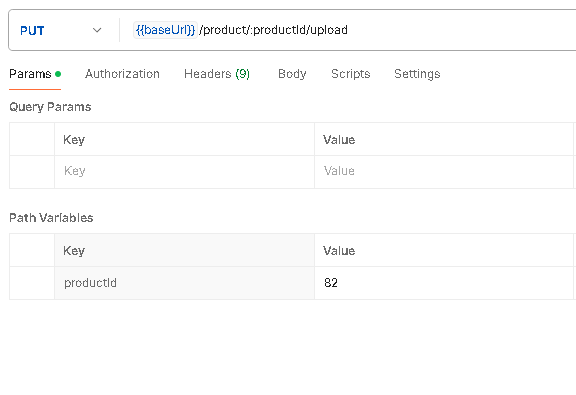 PUT {{baseUrl}} /product/:productId/upload
Params Authorization Headers (9) Body Scripts Settings
Query Params
Key Value
Key Value
Path Variables
Key Value
productId 82